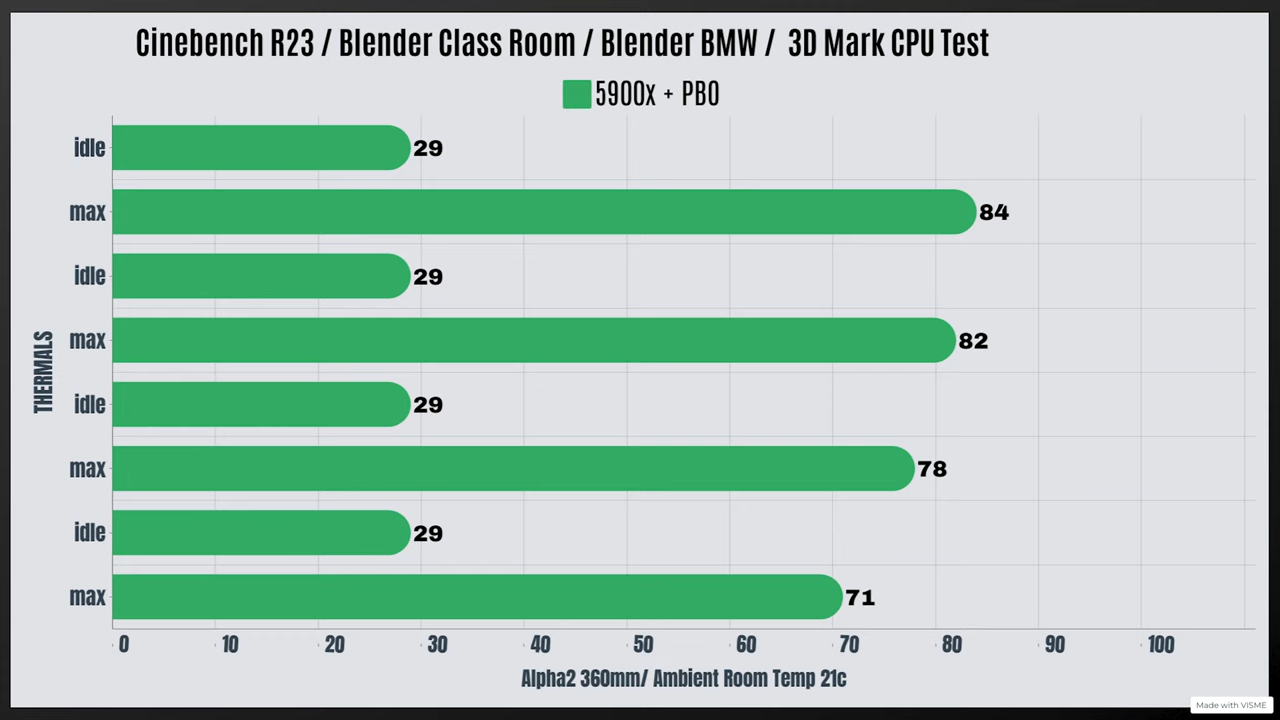 Cinebench R23 / Blender Class Room / Blender BMW / 3D Mark CPU Test
5900x + PBO
idle 29
max 84
idle 29
max 82
idle 29
max 78
idle 29
max 71
THERMALS
0 10 20 30 40 50 60 70 80 90 100
Alpha2 360mm/ Ambient Room Temp 21c
Made with VISME